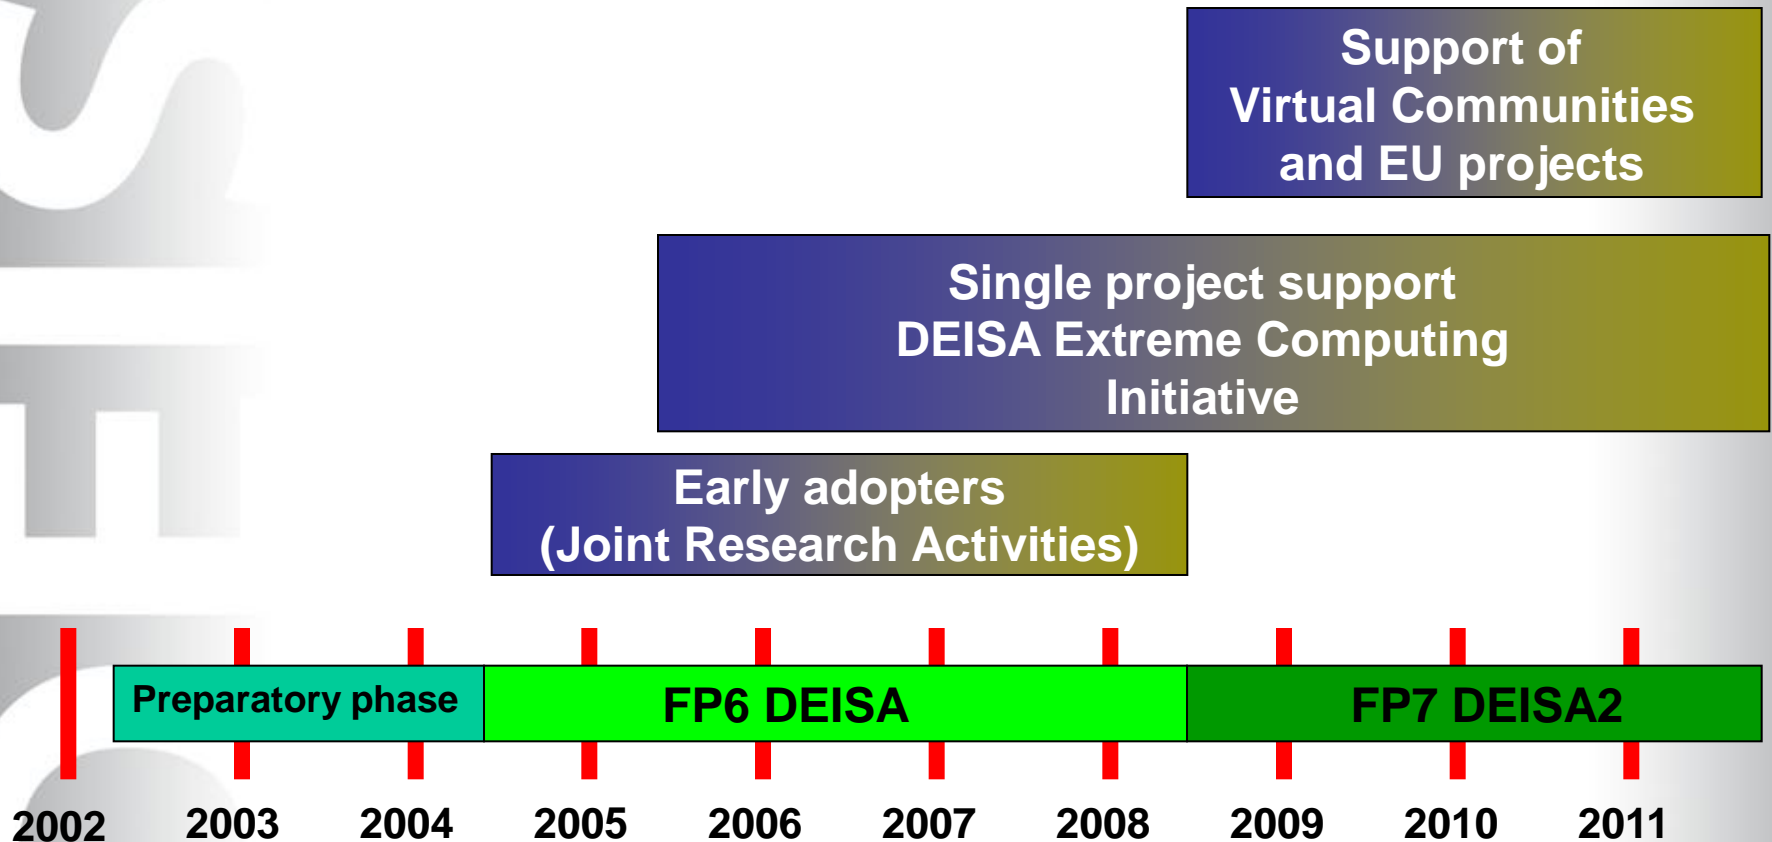 Support of
Virtual Communities
and EU projects
Single project support
DEISA Extreme Computing
Initiative
Early adopters
(Joint Research Activities)
Preparatory phase
FP6 DEISA
FP7 DEISA2
2002 2003 2004 2005 2006 2007 2008 2009 2010 2011